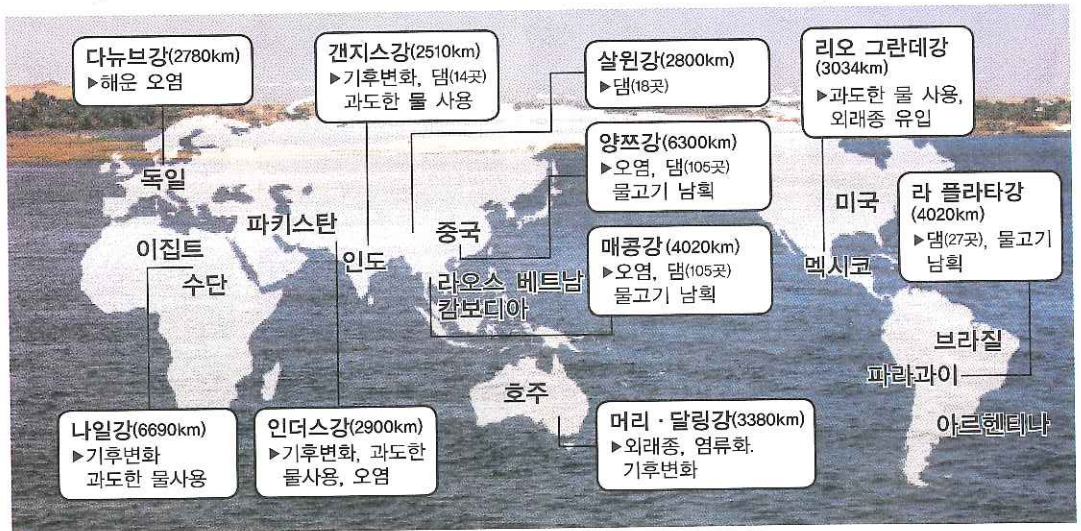 다뉴브강(2780km)
▶해운 오염
갠지스강(2510km)
▶기후변화, 댐(14곳)
과도한 물 사용
살윈강(2800km)
▶댐(18곳)
리오 그란데강
(3034km)
▶과도한 물 사용,
외래종 유입
양쯔강(6300km)
▶오염, 댐(105곳)
물고기 남획
라 플라타강
(4020km)
▶댐(27곳), 물고기
남획
매콩강(4020km)
▶오염, 댐(105곳)
물고기 남획
독일
파키스탄
이집트
수단
인도
중국
라오스 베트남
캄보디아
호주
미국
멕시코
브라질
파라과이
아르헨티나
나일강(6690km)
▶기후변화
과도한 물사용
인더스강(2900km)
▶기후변화, 과도한
물사용, 오염
머리·달링강(3380km)
▶외래종, 염류화.
기후변화